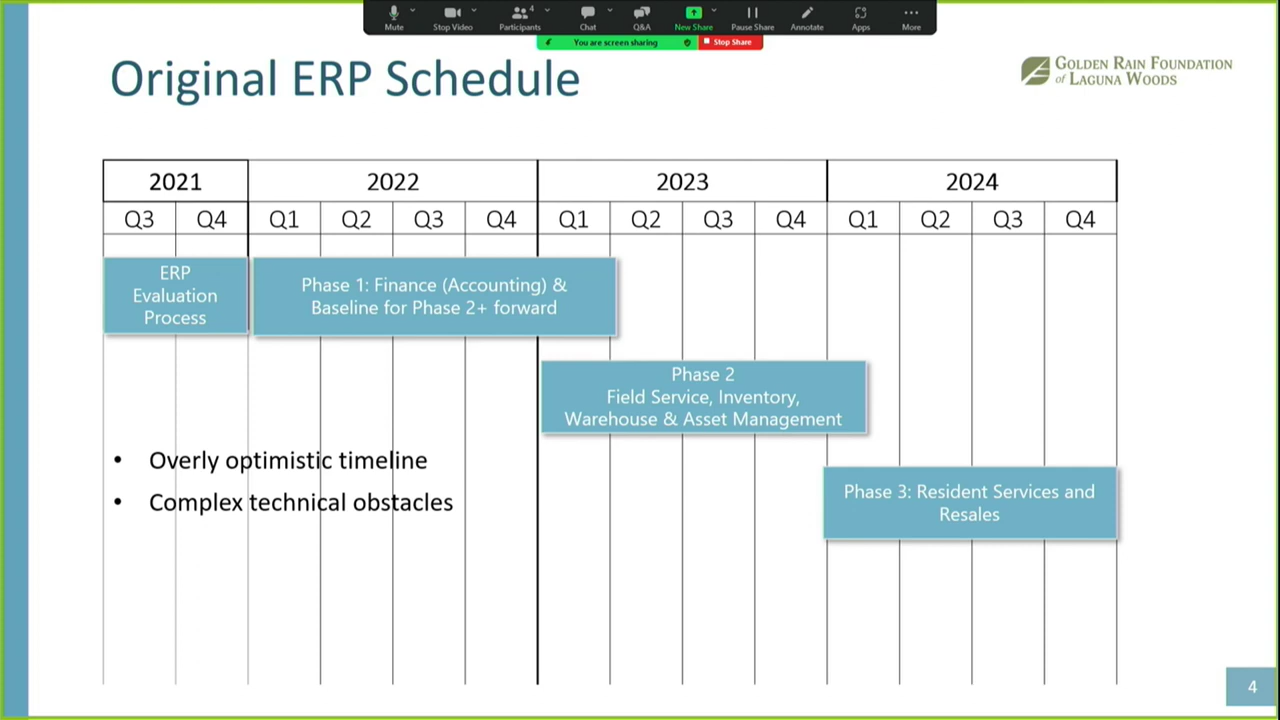 4
Mute
Stop Video
Participants
Chat
Q&A
New Share
Pause Share
Annotate
Apps
More
You are screen sharing
Stop Share
Original ERP Schedule
GOLDEN RAIN FOUNDATION
of LAGUNA WOODS
2021
2022
2023
2024
Q3
Q4
Q1
Q2
Q3
Q4
Q1
Q2
Q3
Q4
Q1
Q2
Q3
Q4
ERP
Evaluation
Process
Phase 1: Finance (Accounting) &
Baseline for Phase 2+ forward
Phase 2
Field Service, Inventory,
Warehouse & Asset Management
• Overly optimistic timeline
• Complex technical obstacles
Phase 3: Resident Services and
Resales
4